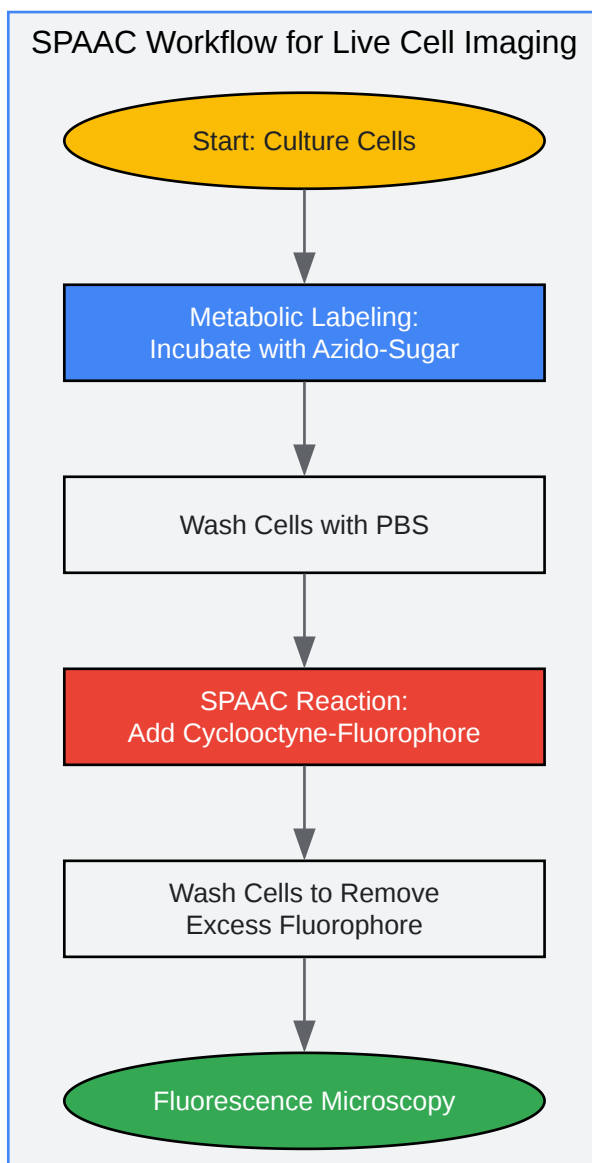 SPAAC Workflow for Live Cell Imaging
Start: Culture Cells
Metabolic Labeling:
Incubate with Azido-Sugar
Wash Cells with PBS
SPAAC Reaction:
Add Cyclooctyne-Fluorophore
Wash Cells to Remove
Excess Fluorophore
Fluorescence Microscopy